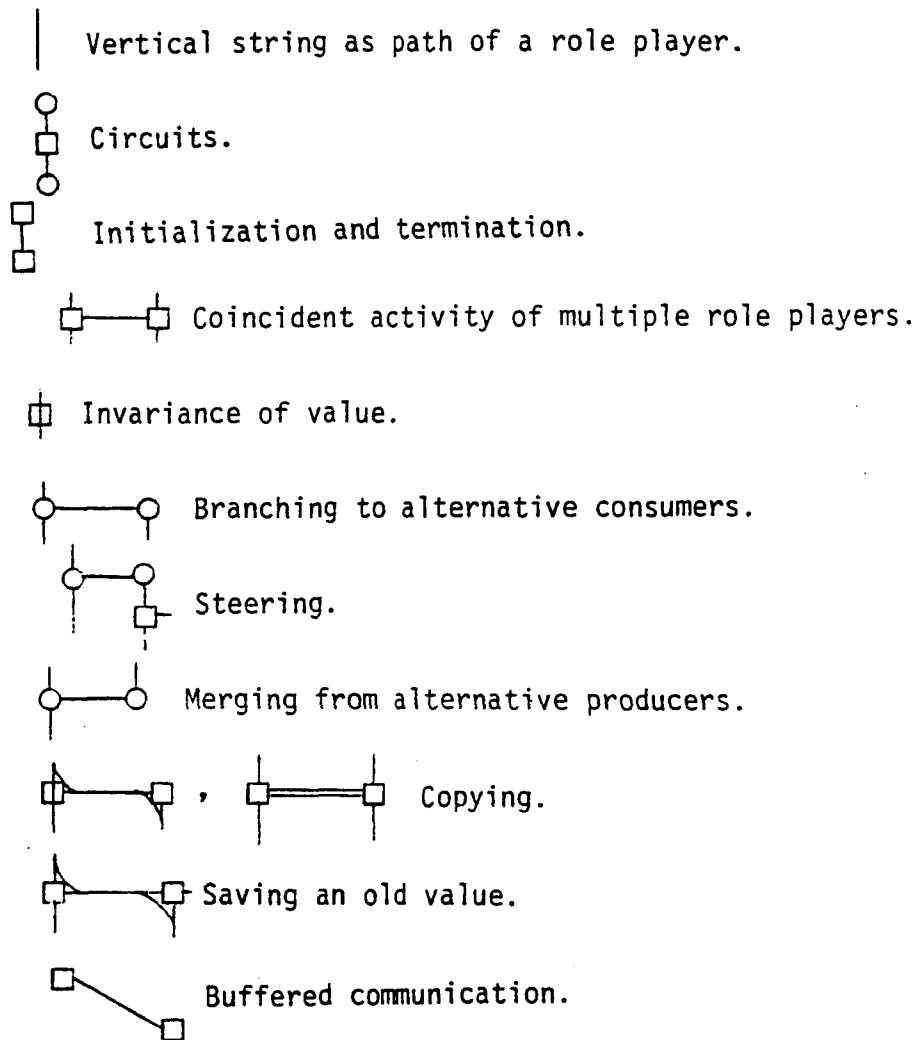 Vertical string as path of a role player.
Circuits.
Initialization and termination.
Coincident activity of multiple role players.
Invariance of value.
Branching to alternative consumers.
Steering.
Merging from alternative producers.
, Copying.
Saving an old value.
Buffered communication.